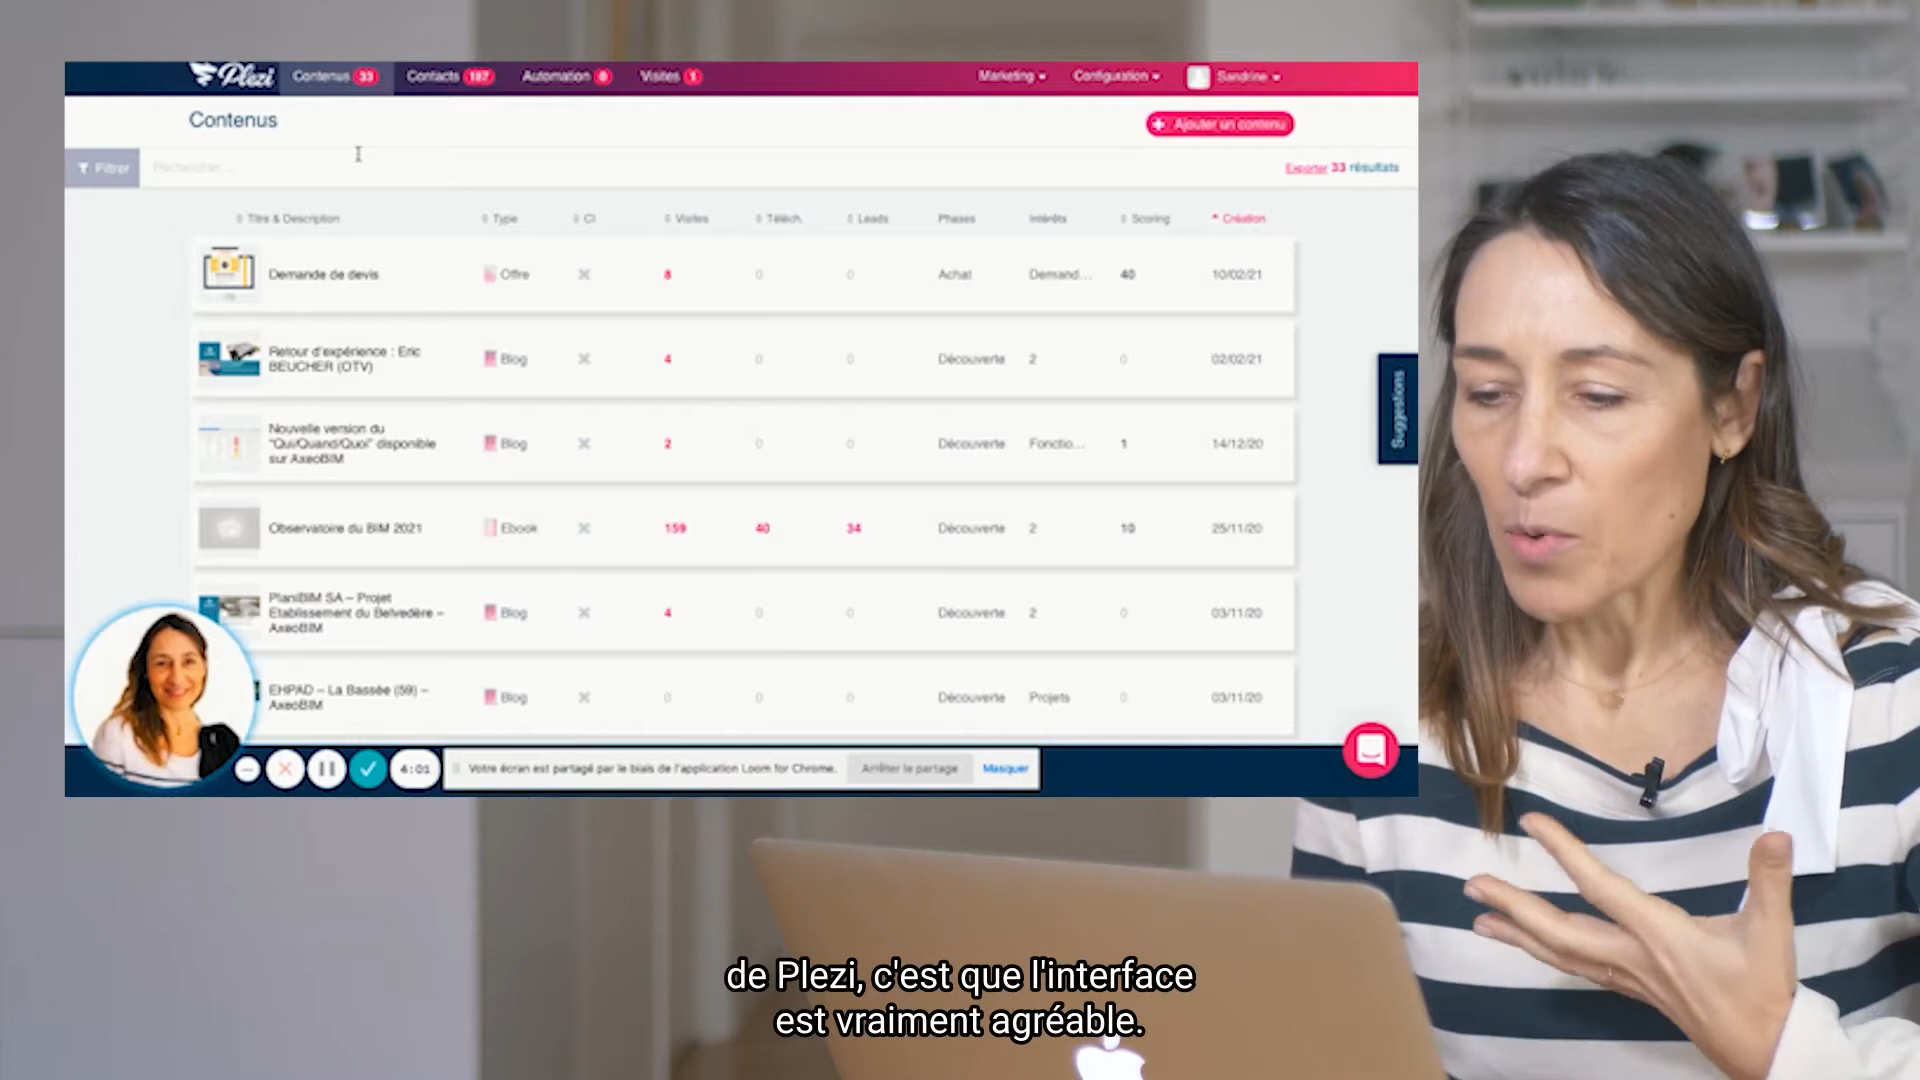 Plezi Contenus 33 Contacts 187 Automation 0 Visites 1 Marketing Configuration Sandrine
Contenus
Ajouter un contenu
Filtrer Rechercher ...
Exporter 33 résultats
Titre & Description Type CI Visites Téléch. Leads Phases Intérêts Scoring Création
Demande de devis Offre 8 0 0 Achat Demand... 40 10/02/21
Retour d'expérience : Eric
BEUCHER (OTV)
Blog 4 0 0 Découverte 2 0 02/02/21
Nouvelle version du
"Qui/Quand/Quoi" disponible
sur AxeoBIM
Blog 2 0 0 Découverte Fonctio... 1 14/12/20
Observatoire du BIM 2021 Ebook 159 40 34 Découverte 2 10 25/11/20
PlaniBIM SA – Projet
Etablissement du Belvedère –
AxeoBIM
Blog 4 0 0 Découverte 2 0 03/11/20
EHPAD – La Bassée (59) –
AxeoBIM
Blog 0 0 0 Découverte Projets 0 03/11/20
Suggestions
4:01
Votre écran est partagé par le biais de l'application Loom for Chrome. Arrêter le partage Masquer
de Plezi, c'est que l'interface
est vraiment agréable.